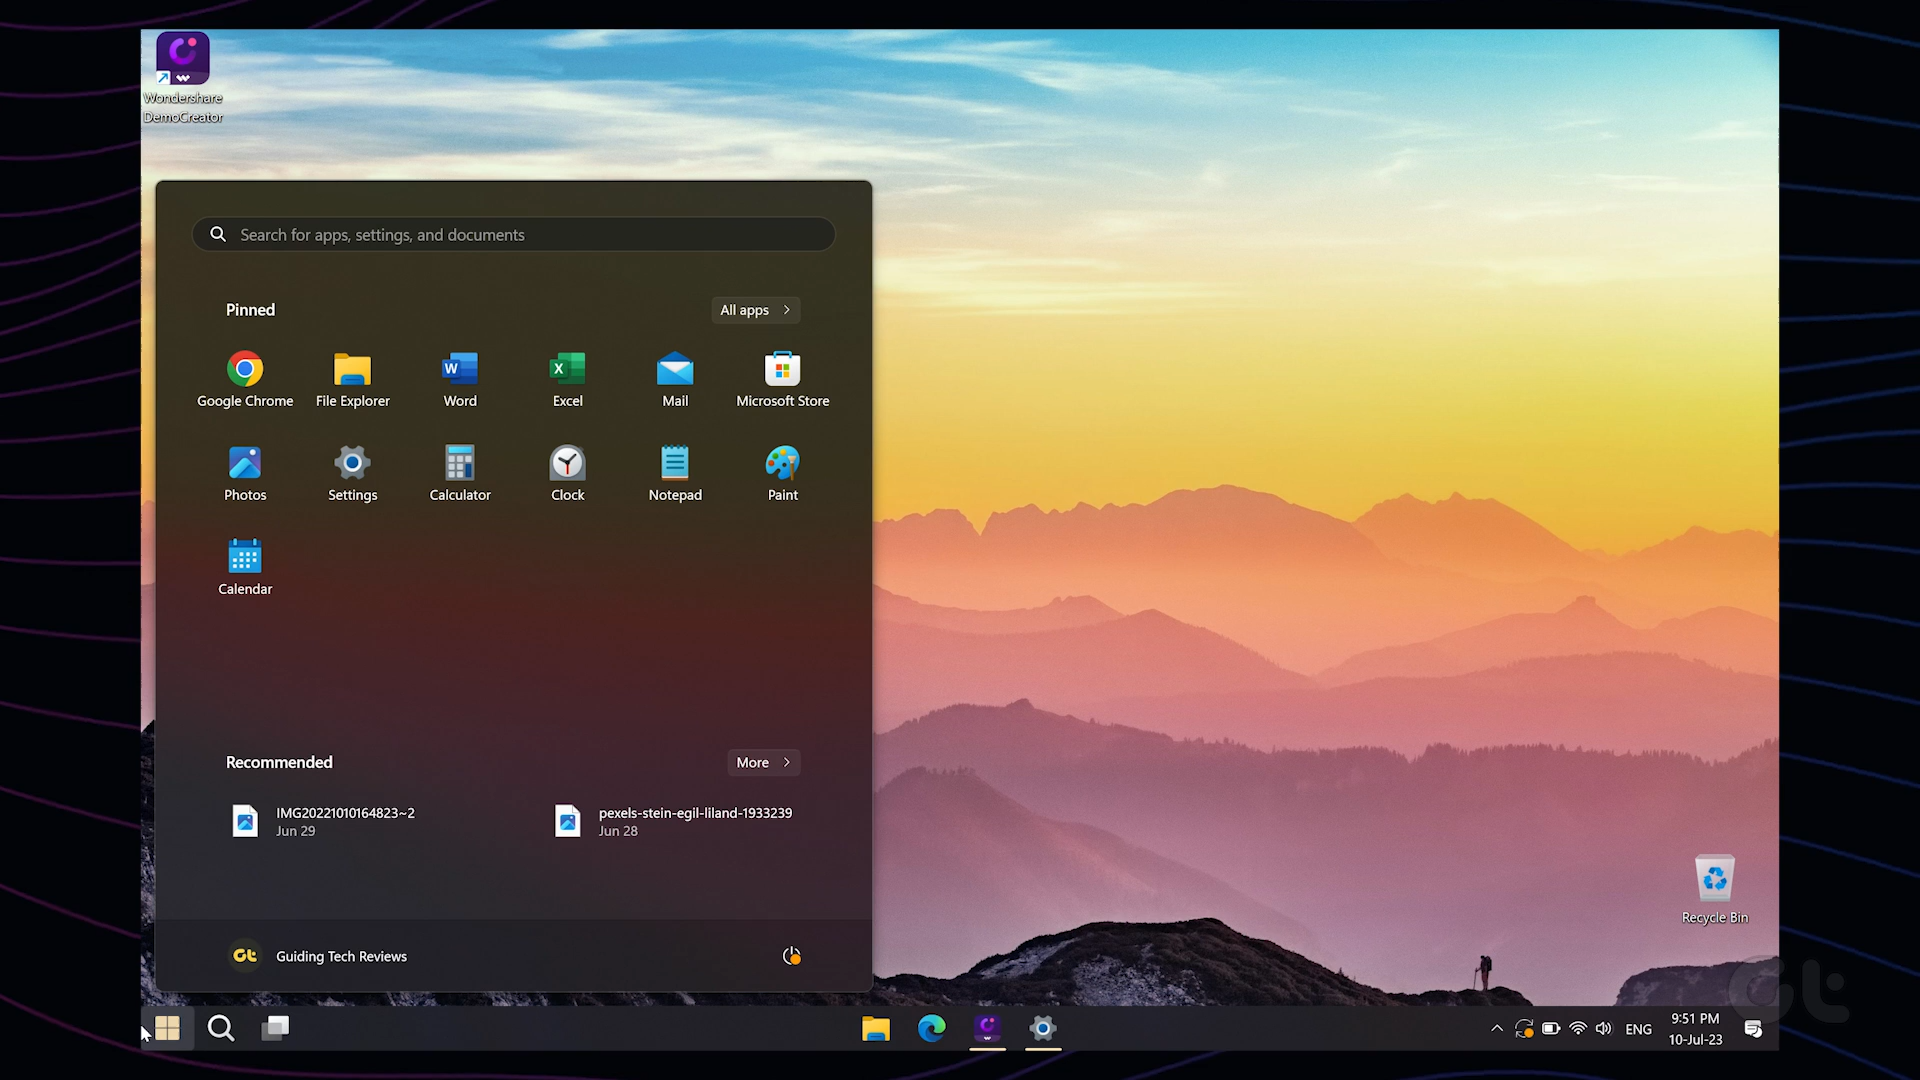 Wondershare
DemoCreator
Search for apps, settings, and documents
Pinned
All apps
Google Chrome
File Explorer
Word
Excel
Mail
Microsoft Store
Photos
Settings
Calculator
Clock
Notepad
Paint
Calendar
Recommended
More
IMG20221010164823~2
Jun 29
pexels-stein-egil-liland-1933239
Jun 28
Gt
Guiding Tech Reviews
Recycle Bin
Gt
ENG
9:51 PM
10-Jul-23